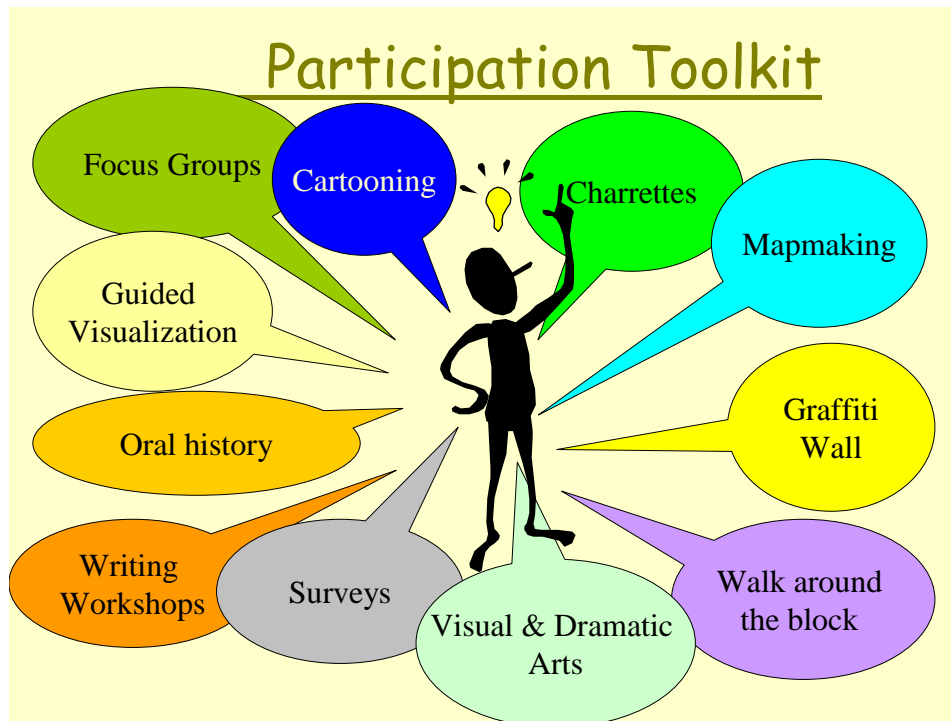 Participation Toolkit
Focus Groups
Cartooning
Charrettes
Mapmaking
Guided
Visualization
Graffiti
Wall
Oral history
Writing
Workshops
Surveys
Visual & Dramatic
Arts
Walk around
the block